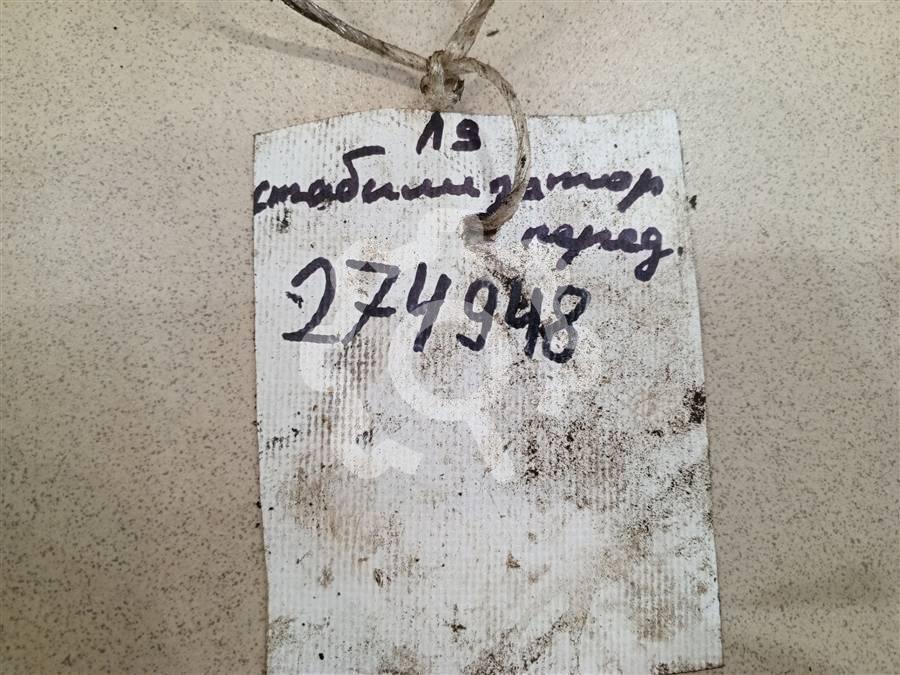 19
стабилизатор
перед.
274948